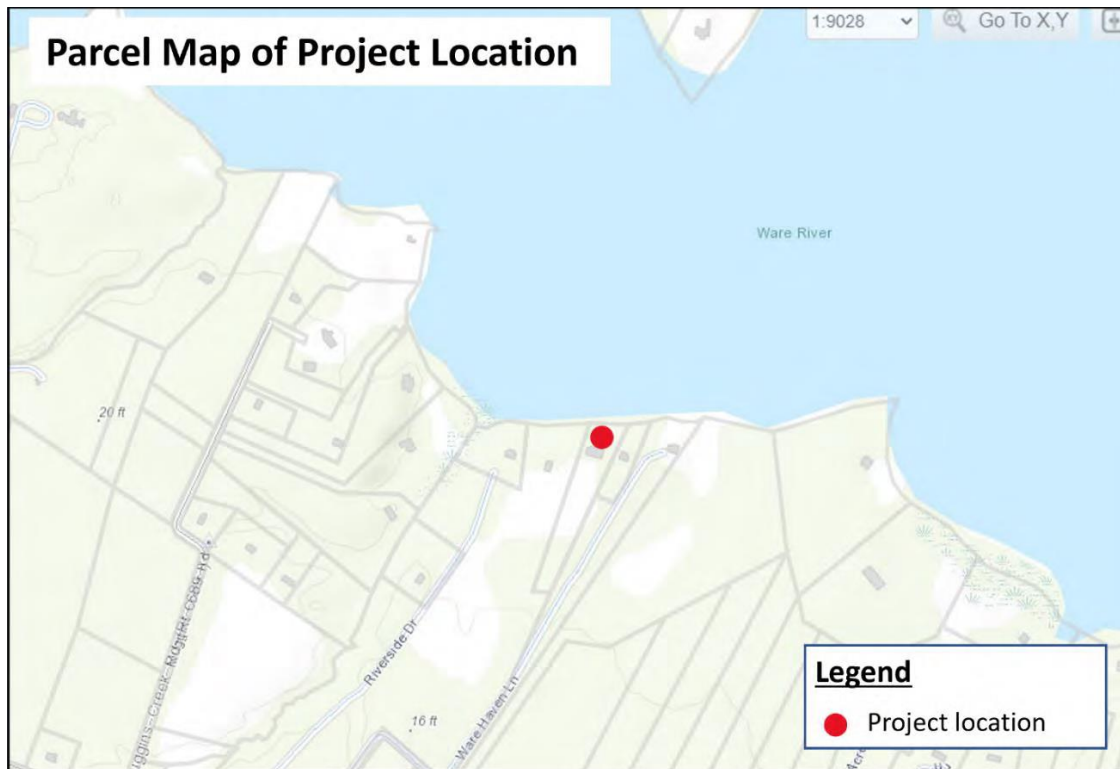 Parcel Map of Project Location
1:9028
Go To X,Y
Ware River
20 ft
Riverside Dr
16 ft
Ware Haven Ln
Legend
Project location